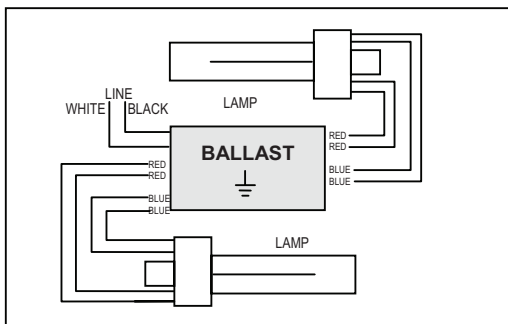 LINE
WHITE BLACK
LAMP
BALLAST
RED
RED
BLUE
BLUE
RED
RED
BLUE
BLUE
LAMP